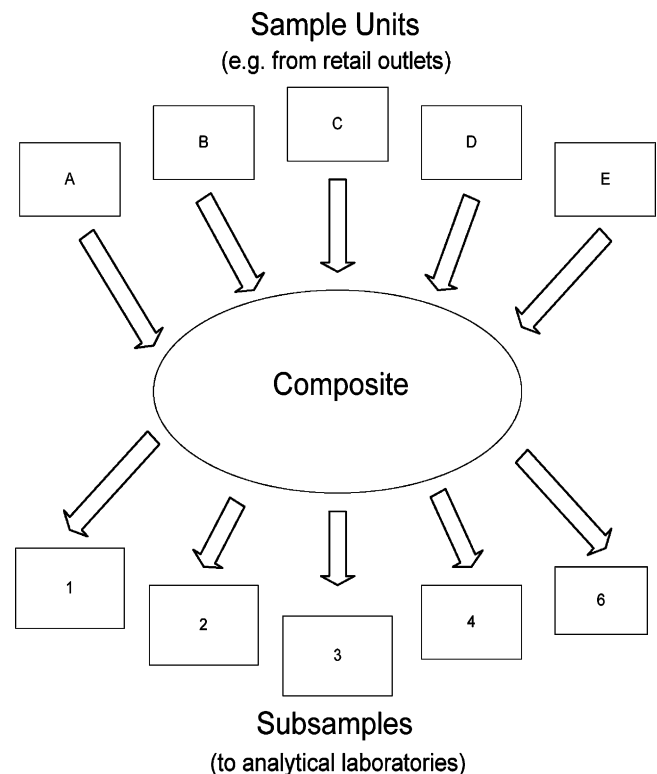 Sample Units
(e.g. from retail outlets)
A
B
C
D
E
Composite
1
2
3
4
6
Subsamples
(to analytical laboratories)